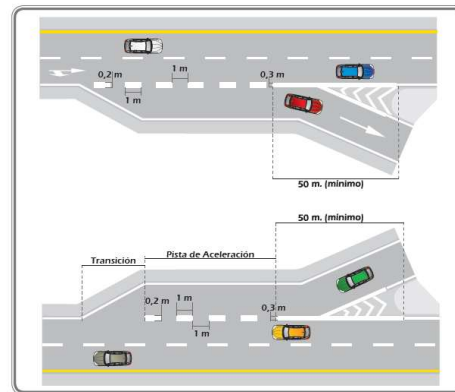 0,2 m
1 m
0,3 m
1 m
50 m. (mínimo)
50 m. (mínimo)
Transición
Pista de Aceleración
0,2 m
1 m
0,3 m
1 m